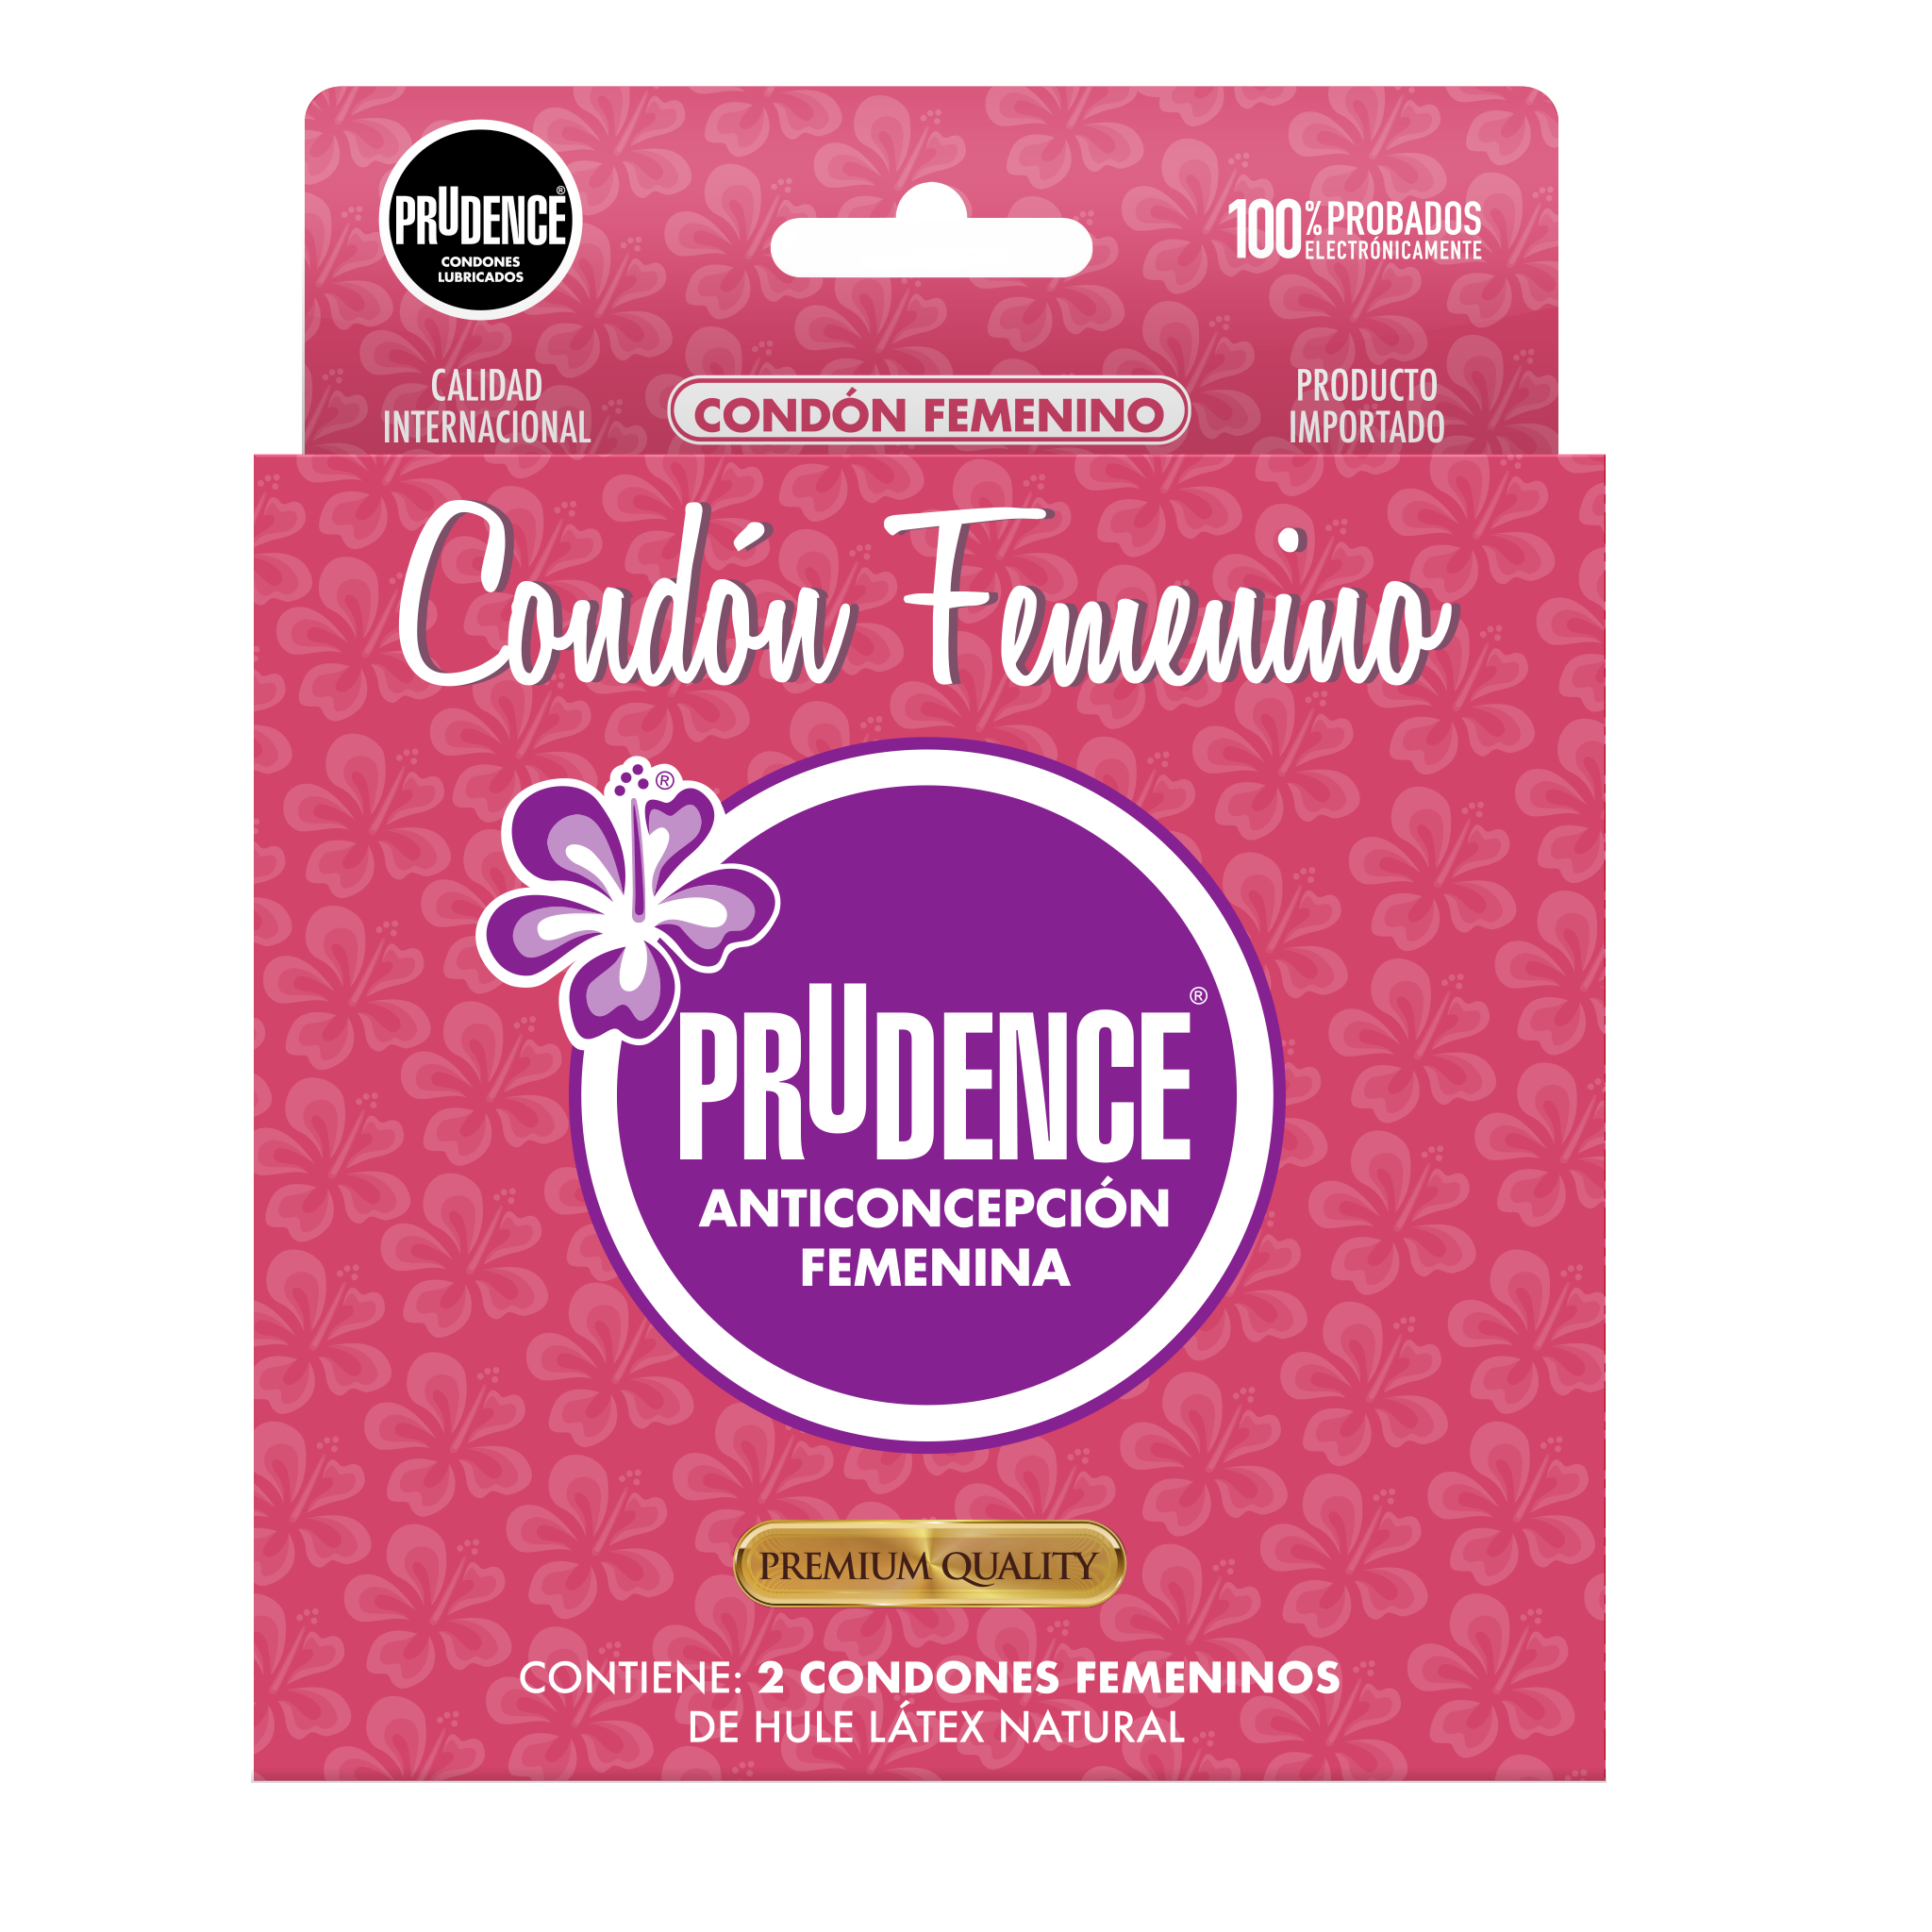 PRUDENCE®
CONDONES
LUBRICADOS
100% PROBADOS
ELECTRÓNICAMENTE
CALIDAD
INTERNACIONAL
CONDÓN FEMENINO
PRODUCTO
IMPORTADO
Condón Femenino
®
PRUDENCE®
ANTICONCEPCIÓN
FEMENINA
PREMIUM QUALITY
CONTIENE: 2 CONDONES FEMENINOS
DE HULE LÁTEX NATURAL